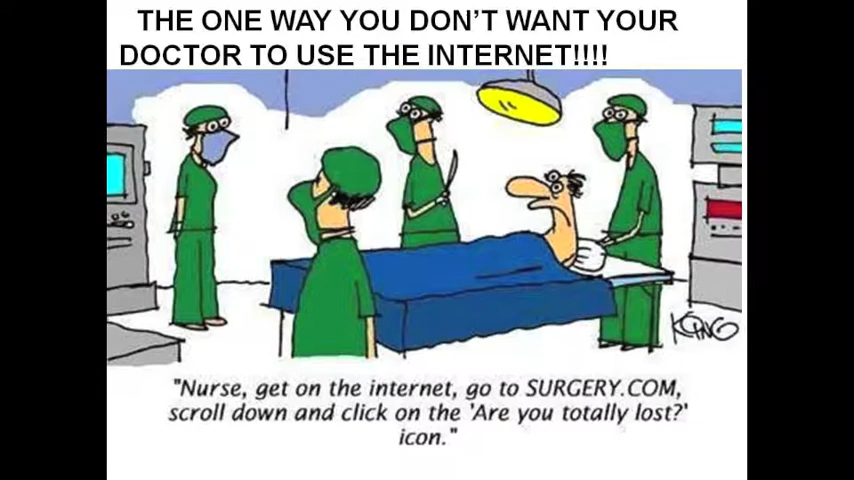 THE ONE WAY YOU DON’T WANT YOUR
DOCTOR TO USE THE INTERNET!!!!
KING
"Nurse, get on the internet, go to SURGERY.COM,
scroll down and click on the 'Are you totally lost?'
icon."